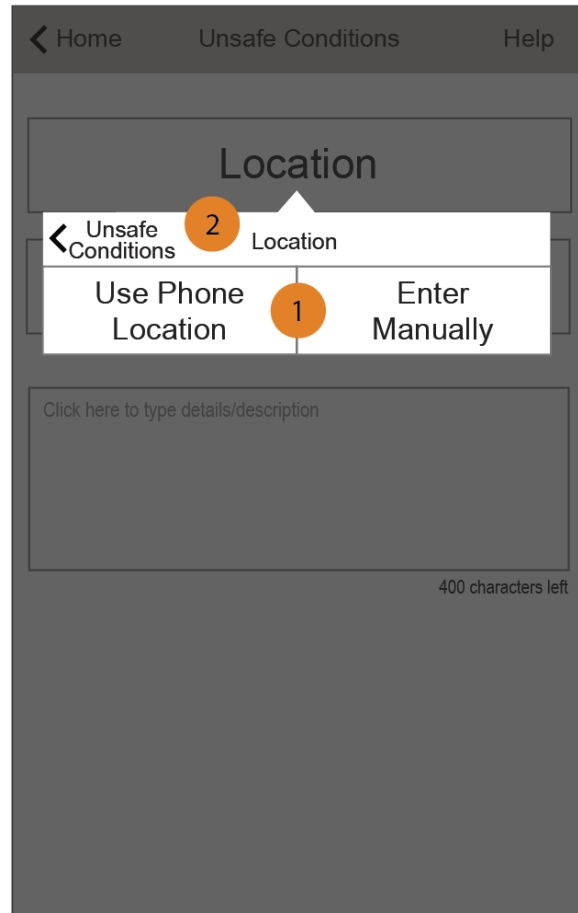 Home Unsafe Conditions Help
Location
Unsafe
Conditions
2
Location
Use Phone
Location
1
Enter
Manually
Click here to type details/description
400 characters left